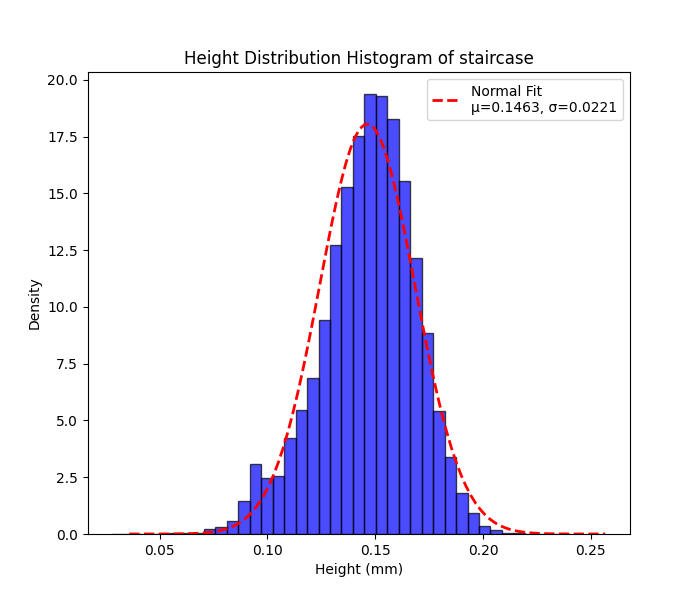 Height Distribution Histogram of staircase
Normal Fit
μ=0.1463, σ=0.0221
20.0
17.5
15.0
12.5
10.0
7.5
5.0
2.5
0.0
Density
0.05 0.10 0.15 0.20 0.25
Height (mm)